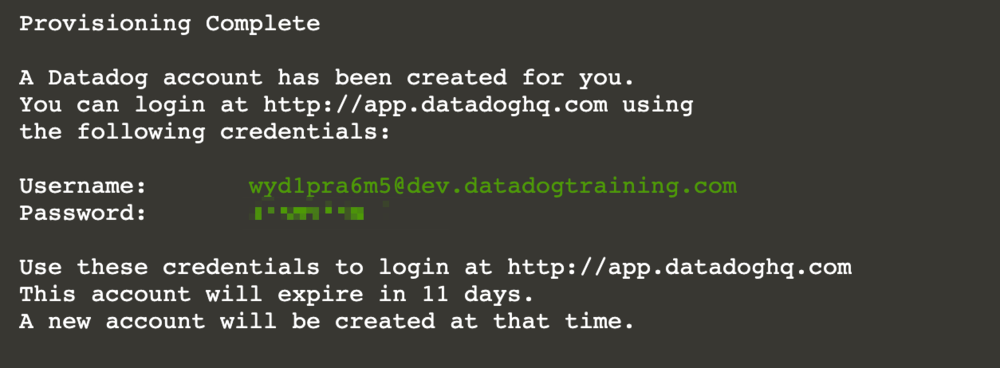 Provisioning Complete
A Datadog account has been created for you.
You can login at http://app.datadoghq.com using
the following credentials:
Username: wyd1pra6m5@dev.datadogtraining.com
Password:
Use these credentials to login at http://app.datadoghq.com
This account will expire in 11 days.
A new account will be created at that time.